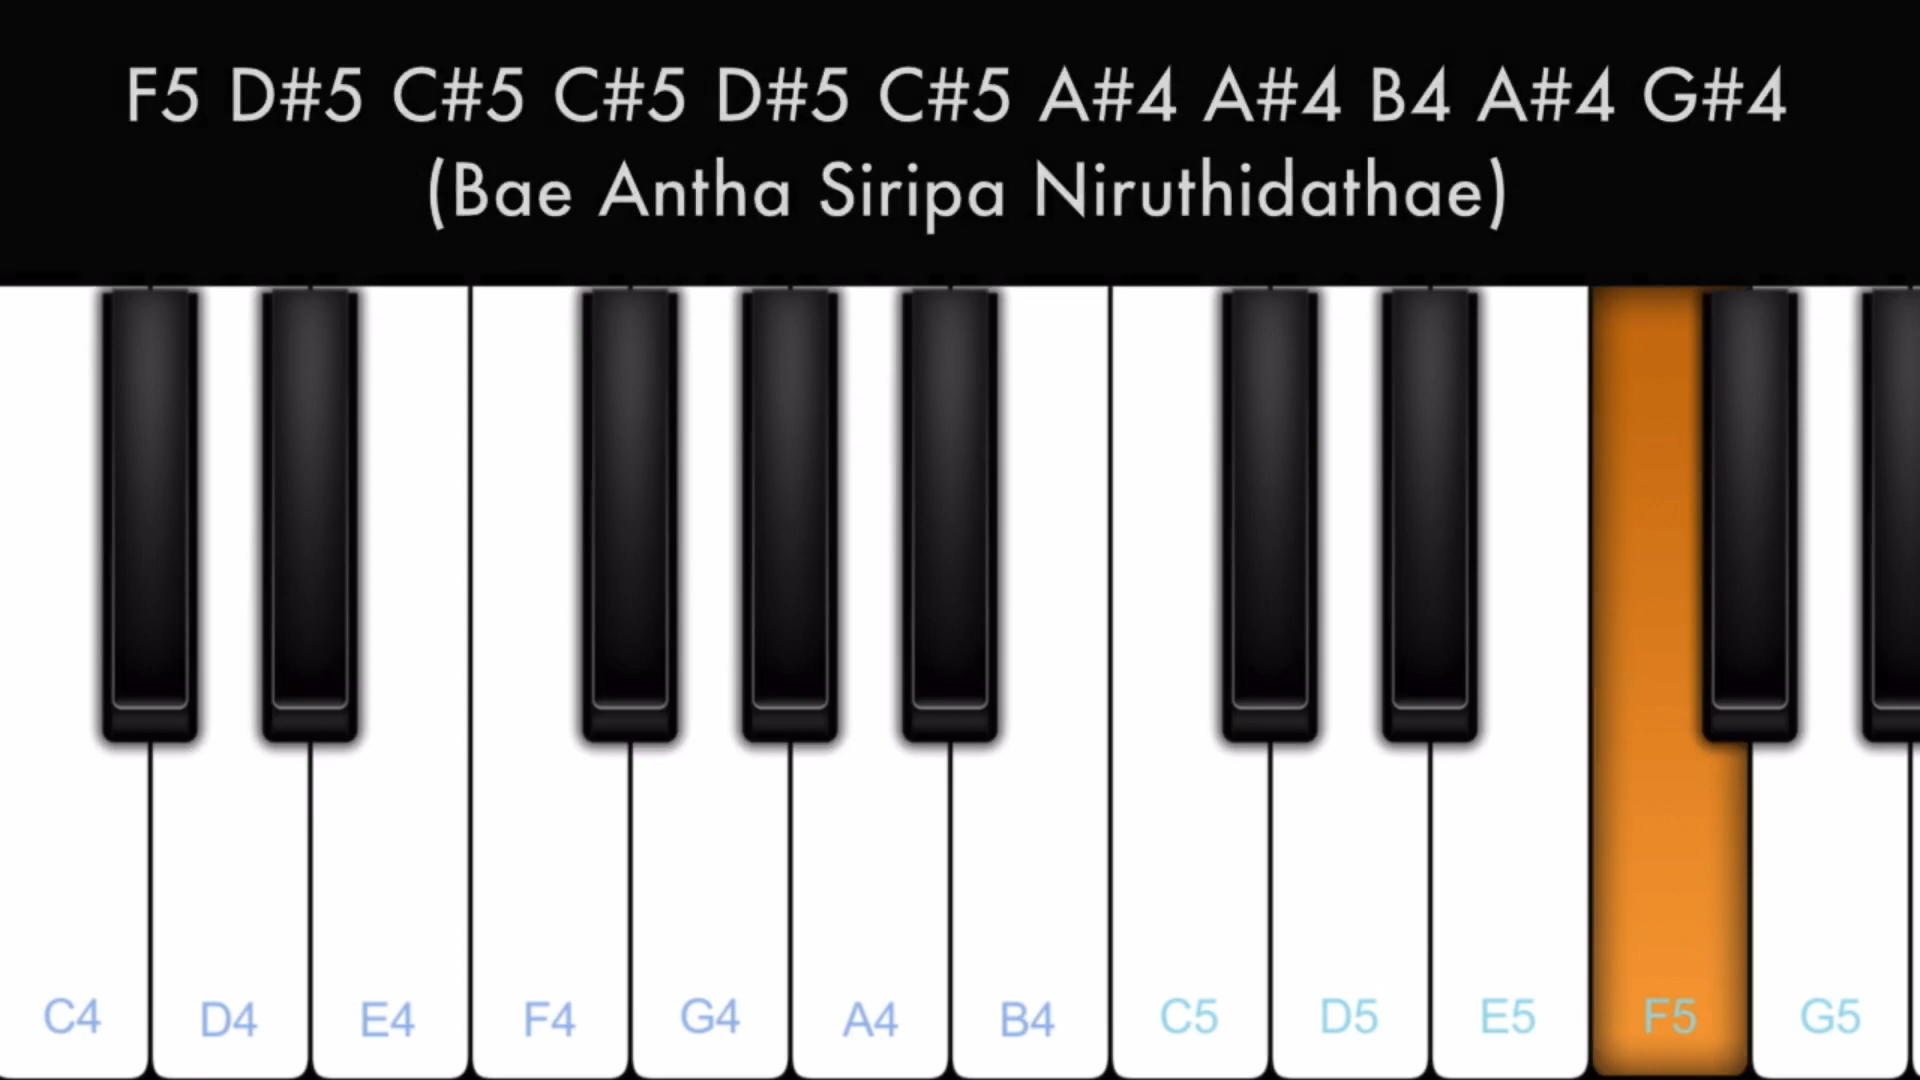 F5 D#5 C#5 C#5 D#5 C#5 A#4 A#4 B4 A#4 G#4
(Bae Antha Siripa Niruthidathae)
C4 D4 E4 F4 G4 A4 B4 C5 D5 E5 F5 G5